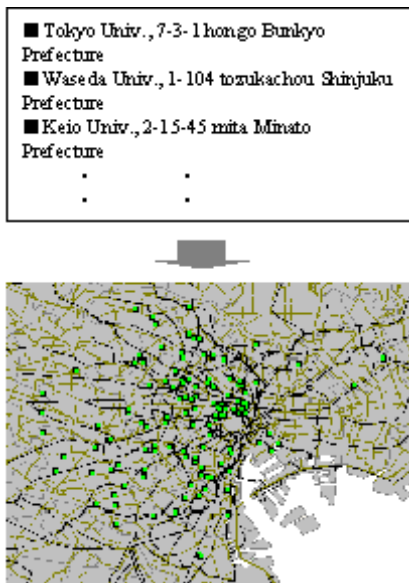 ■ Tokyo Univ., 7-3-1 hongo Bunkyo
Prefecture
■ Waseda Univ., 1-104 tozukachou Shinjuku
Prefecture
■ Keio Univ., 2-15-45 mita Minato
Prefecture